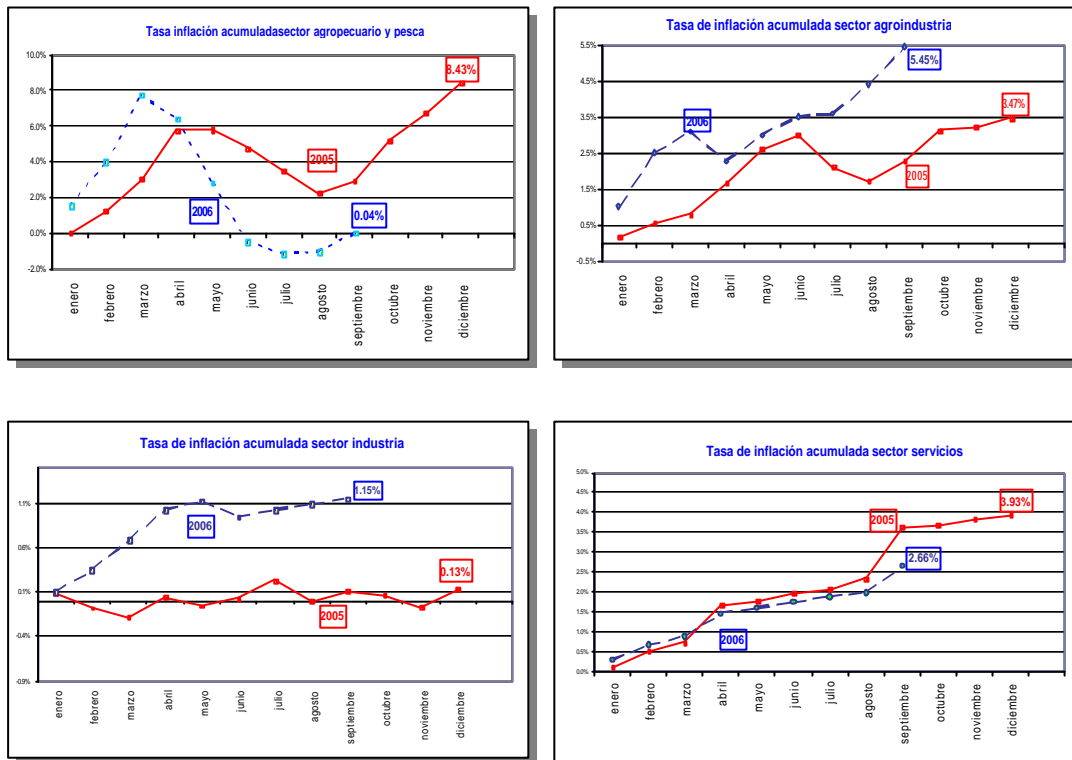 Tasa inflación acumuladasector agropecuario y pesca
10.0%
8.0%
6.0%
4.0%
2.0%
0.0%
-2.0%
8.43%
2005
2006
0.04%
enero
febrero
marzo
abril
mayo
junio
julio
agosto
septiembre
octubre
noviembre
diciembre
Tasa de inflación acumulada sector agroindustria
5.5%
4.5%
3.5%
2.5%
1.5%
0.5%
-0.5%
5.45%
3.47%
2006
2005
enero
febrero
marzo
abril
mayo
junio
julio
agosto
septiembre
octubre
noviembre
diciembre
Tasa de inflación acumulada sector industria
1.1%
0.6%
0.1%
-0.4%
-0.9%
1.15%
2006
0.13%
2005
enero
febrero
marzo
abril
mayo
junio
julio
agosto
septiembre
octubre
noviembre
diciembre
Tasa de inflación acumulada sector servicios
5.0%
4.5%
4.0%
3.5%
3.0%
2.5%
2.0%
1.5%
1.0%
0.5%
0.0%
3.93%
2005
2.66%
2006
enero
febrero
marzo
abril
mayo
junio
julio
agosto
septiembre
octubre
noviembre
diciembre